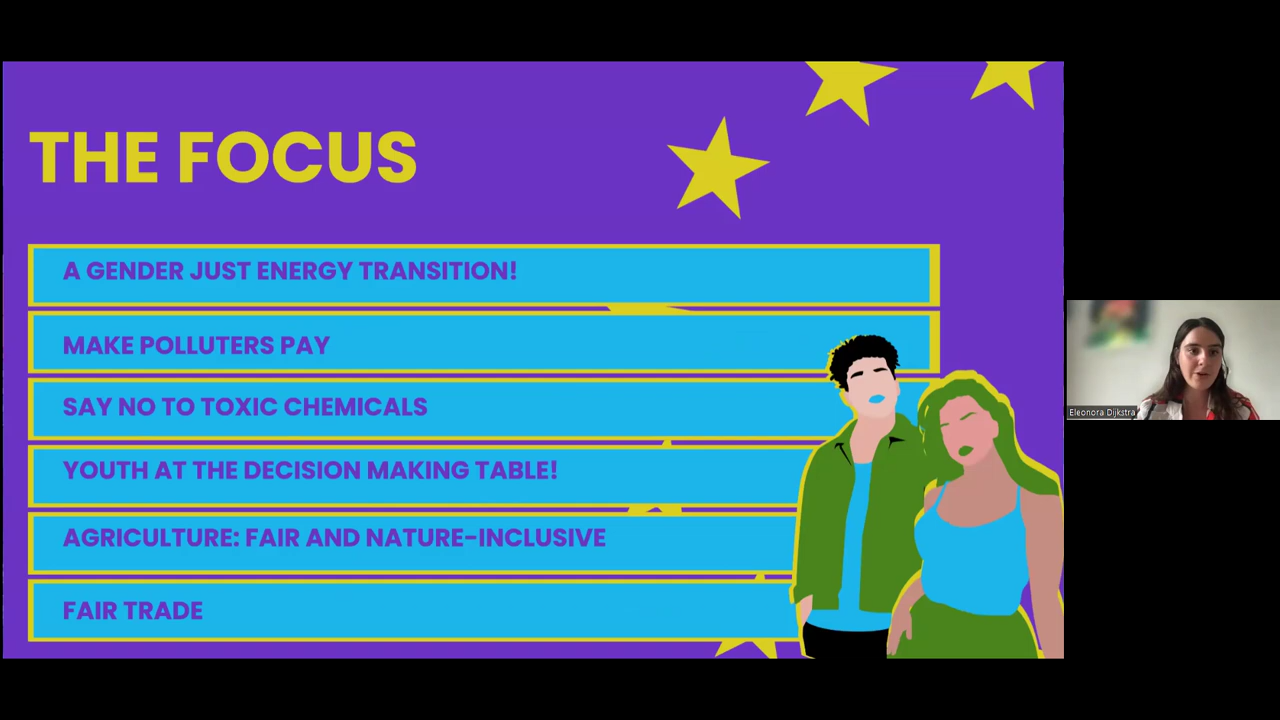 THE FOCUS
A GENDER JUST ENERGY TRANSITION!
MAKE POLLUTERS PAY
SAY NO TO TOXIC CHEMICALS
YOUTH AT THE DECISION MAKING TABLE!
AGRICULTURE: FAIR AND NATURE-INCLUSIVE
FAIR TRADE
Eleonora Dijkstra